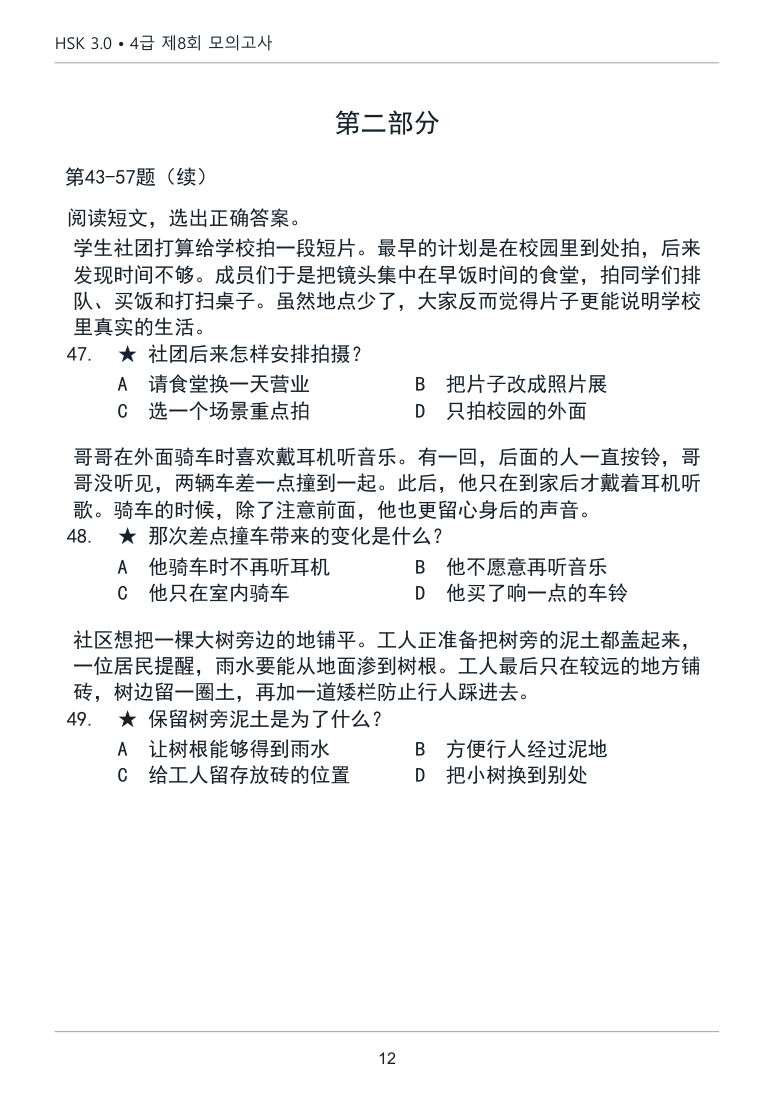 HSK 3.0 • 4급 제8회 모의고사
第二部分
第43-57题（续）
阅读短文，选出正确答案。
学生社团打算给学校拍一段短片。最早的计划是在校园里到处拍，后来
发现时间不够。成员们于是把镜头集中在早饭时间的食堂，拍同学们排
队、买饭和打扫桌子。虽然地点少了，大家反而觉得片子更能说明学校
里真实的生活。
47. ★ 社团后来怎样安排拍摄？
A 请食堂换一天营业 B 把片子改成照片展
C 选一个场景重点拍 D 只拍校园的外面
哥哥在外面骑车时喜欢戴耳机听音乐。有一回，后面的人一直按铃，哥
哥没听见，两辆车差一点撞到一起。此后，他只在到家后才戴着耳机听
歌。骑车的时候，除了注意前面，他也更留心身后的声音。
48. ★ 那次差点撞车带来的变化是什么？
A 他骑车时不再听耳机 B 他不愿意再听音乐
C 他只在室内骑车 D 他买了响一点的车铃
社区想把一棵大树旁边的地铺平。工人正准备把树旁的泥土都盖起来，
一位居民提醒，雨水要能从地面渗到树根。工人最后只在较远的地方铺
砖，树边留一圈土，再加一道矮栏防止行人踩进去。
49. ★ 保留树旁泥土是为了什么？
A 让树根能够得到雨水 B 方便行人经过泥地
C 给工人留存放砖的位置 D 把小树换到别处
12